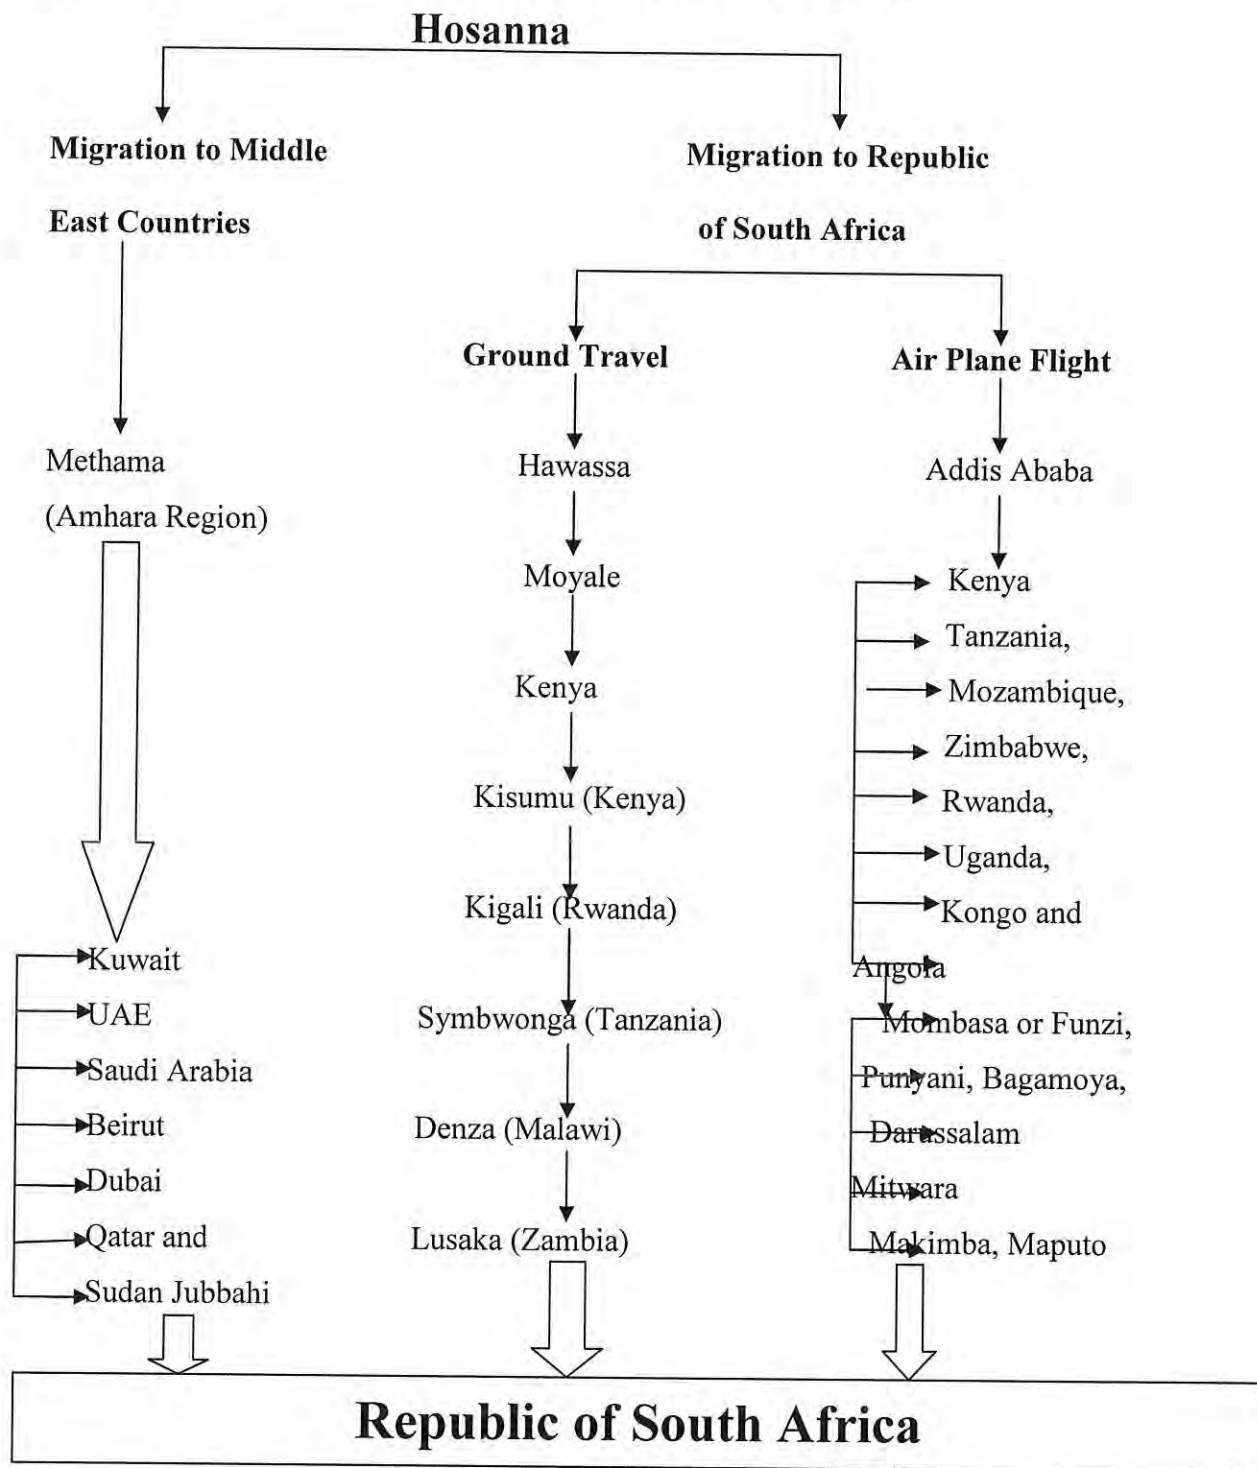 Hosanna
Migration to Middle
East Countries
Migration to Republic
of South Africa
Ground Travel
Air Plane Flight
Methama
(Amhara Region)
Kuwait
UAE
Saudi Arabia
Beirut
Dubai
Qatar and
Sudan Jubbahi
Hawassa
Moyale
Kenya
Kisumu (Kenya)
Kigali (Rwanda)
Symbwonga (Tanzania)
Denza (Malawi)
Lusaka (Zambia)
Addis Ababa
Kenya
Tanzania,
Mozambique,
Zimbabwe,
Rwanda,
Uganda,
Kongo and
Angola
Mombasa or Funzi,
Punyani, Bagamoya,
Darussalam
Mitwara
Makimba, Maputo
Republic of South Africa